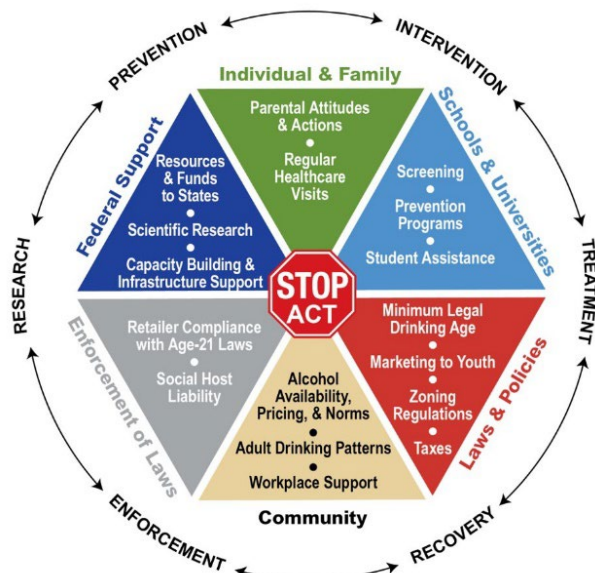 PREVENTION
INTERVENTION
TREATMENT
RECOVERY
ENFORCEMENT
RESEARCH
Individual & Family
Parental Attitudes
& Actions
Regular
Healthcare
Visits
Schools & Universities
Screening
Prevention
Programs
Student Assistance
Laws & Policies
Minimum Legal
Drinking Age
Marketing to Youth
Zoning
Regulations
Taxes
Community
Alcohol
Availability,
Pricing, & Norms
Adult Drinking Patterns
Workplace Support
Enforcement of Laws
Retailer Compliance
with Age-21 Laws
Social Host
Liability
Federal Support
Resources
& Funds
to States
Scientific Research
Capacity Building &
Infrastructure Support
STOP
ACT